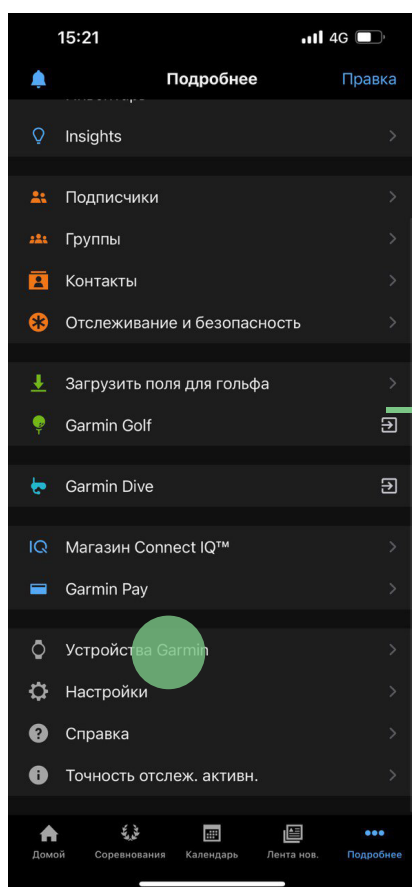 15:21
4G
Подробнее
Правка
Insights
Подписчики
Группы
Контакты
Отслеживание и безопасность
Загрузить поля для гольфа
Garmin Golf
Garmin Dive
IQ Магазин Connect IQ™
Garmin Pay
Устройства Garmin
Настройки
Справка
Точность отслеж. активн.
Домой
Соревнования
Календарь
Лента нов.
Подробнее